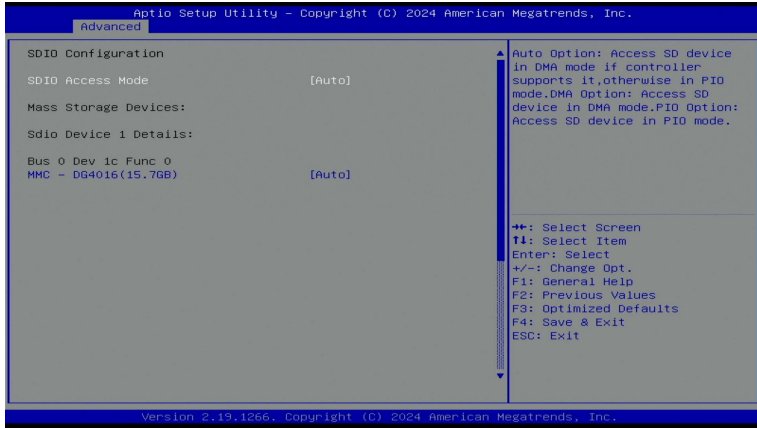 Aptio Setup Utility – Copyright (C) 2024 American Megatrends, Inc.
Advanced
SDIO Configuration
SDIO Access Mode [Auto]
Mass Storage Devices:
Sdio Device 1 Details:
Bus 0 Dev 1c Func 0
MMC - DG4016(15.7GB) [Auto]
Auto Option: Access SD device
in DMA mode if controller
supports it,otherwise in PIO
mode.DMA Option: Access SD
device in DMA mode.PIO Option:
Access SD device in PIO mode.
→←: Select Screen
↑↓: Select Item
Enter: Select
+/-: Change Opt.
F1: General Help
F2: Previous Values
F3: Optimized Defaults
F4: Save & Exit
ESC: Exit
Version 2.19.1266. Copyright (C) 2024 American Megatrends, Inc.